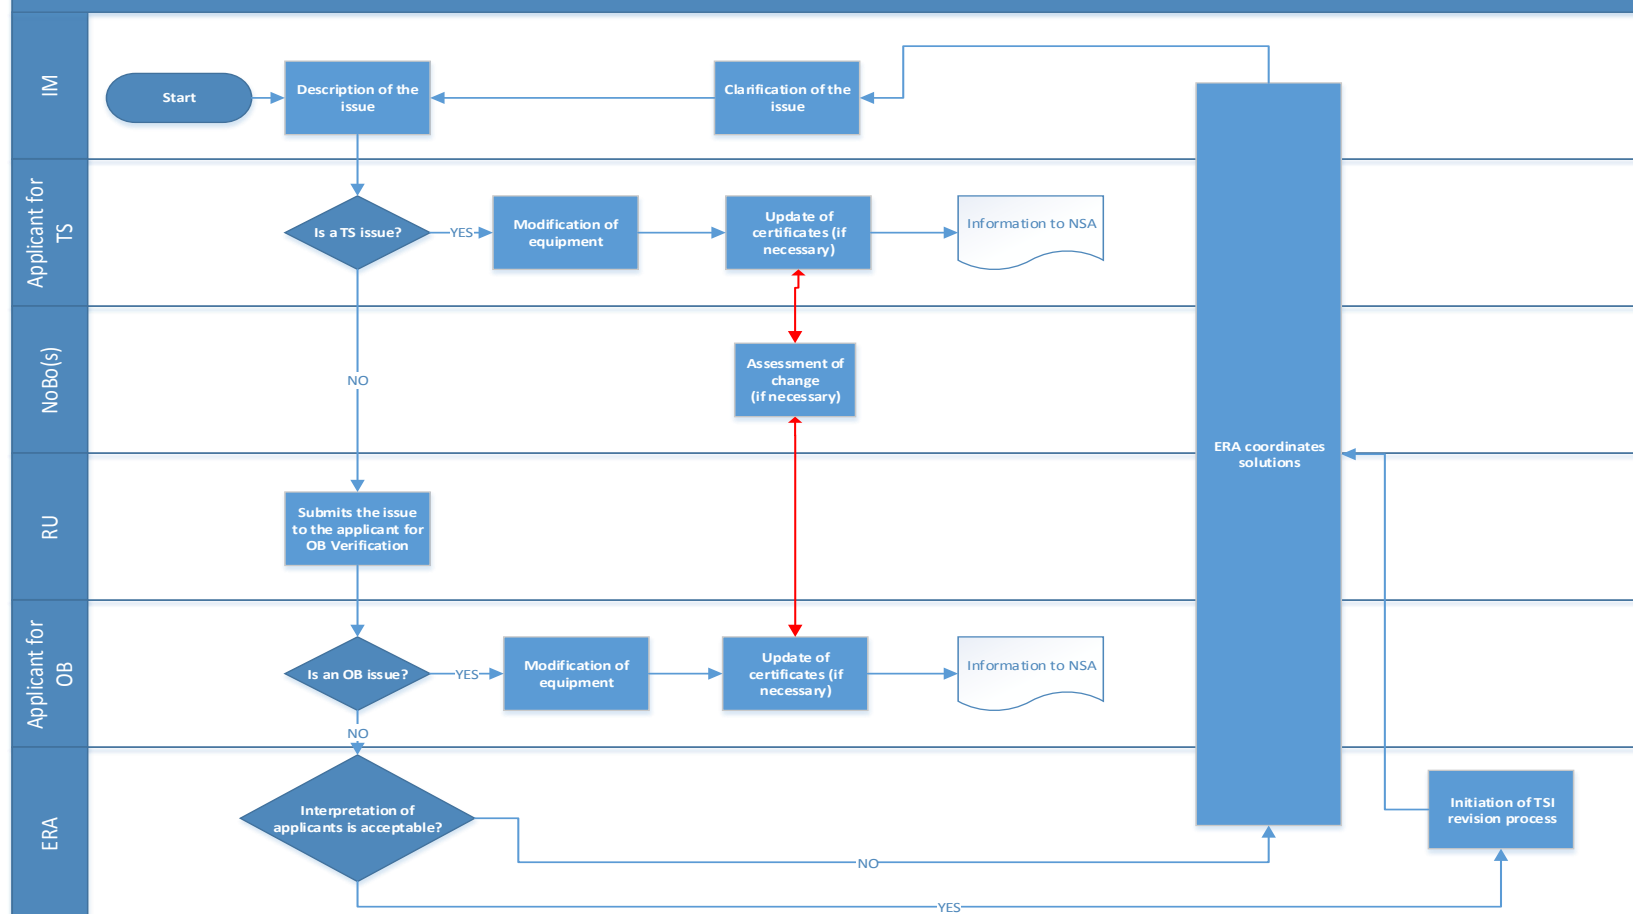 IM
Start
Description of the
issue
Clarification of the
issue
Applicant for
TS
Is a TS issue?
YES
Modification of
equipment
Update of
certificates (if
necessary)
Information to NSA
NO
NoBo(s)
Assessment of
change
(if necessary)
ERA coordinates
solutions
RU
Submits the issue
to the applicant for
OB Verification
Applicant for
OB
Is an OB issue?
YES
Modification of
equipment
Update of
certificates (if
necessary)
Information to NSA
NO
ERA
Interpretation of
applicants is acceptable?
NO
YES
Initiation of TSI
revision process